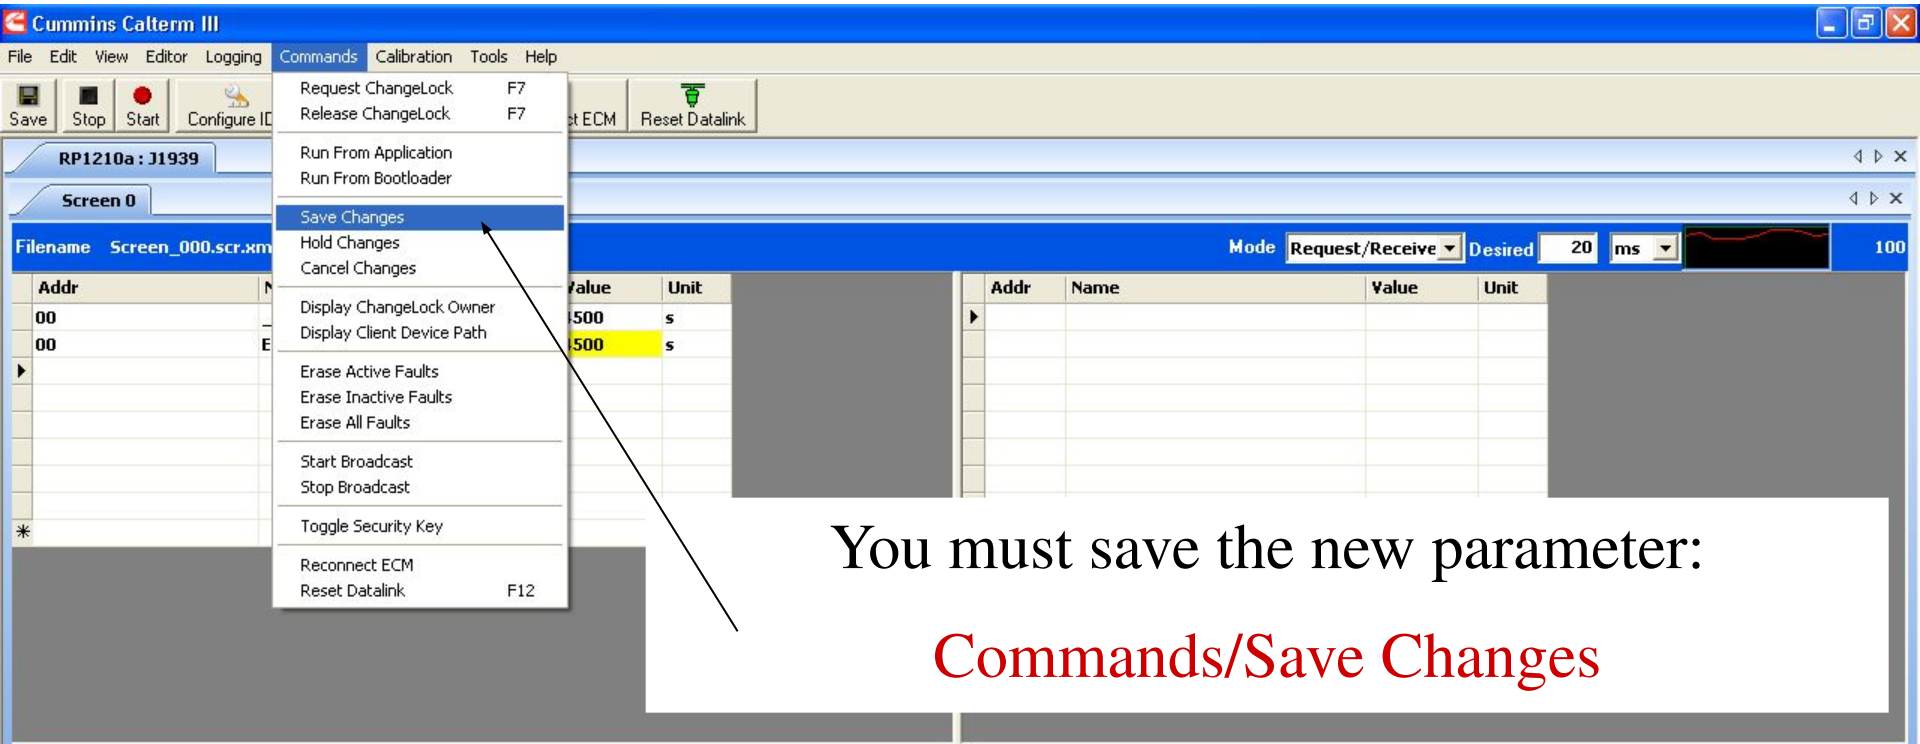 Cummins Calterm III
File Edit View Editor Logging Commands Calibration Tools Help
Save Stop Start Configure ECM Reset Datalink
Request ChangeLock F7
Release ChangeLock F7
Run From Application
Run From Bootloader
Save Changes
Hold Changes
Cancel Changes
Display ChangeLock Owner
Display Client Device Path
Erase Active Faults
Erase Inactive Faults
Erase All Faults
Start Broadcast
Stop Broadcast
Toggle Security Key
Reconnect ECM
Reset Datalink F12
RP1210a : J1939
Screen 0
Filename Screen_000.scr.xm Mode Request/Receive Desired 20 ms 100
Addr Value Unit Addr Name Value Unit
00 500 s
00 E 500 s
You must save the new parameter:
Commands/Save Changes